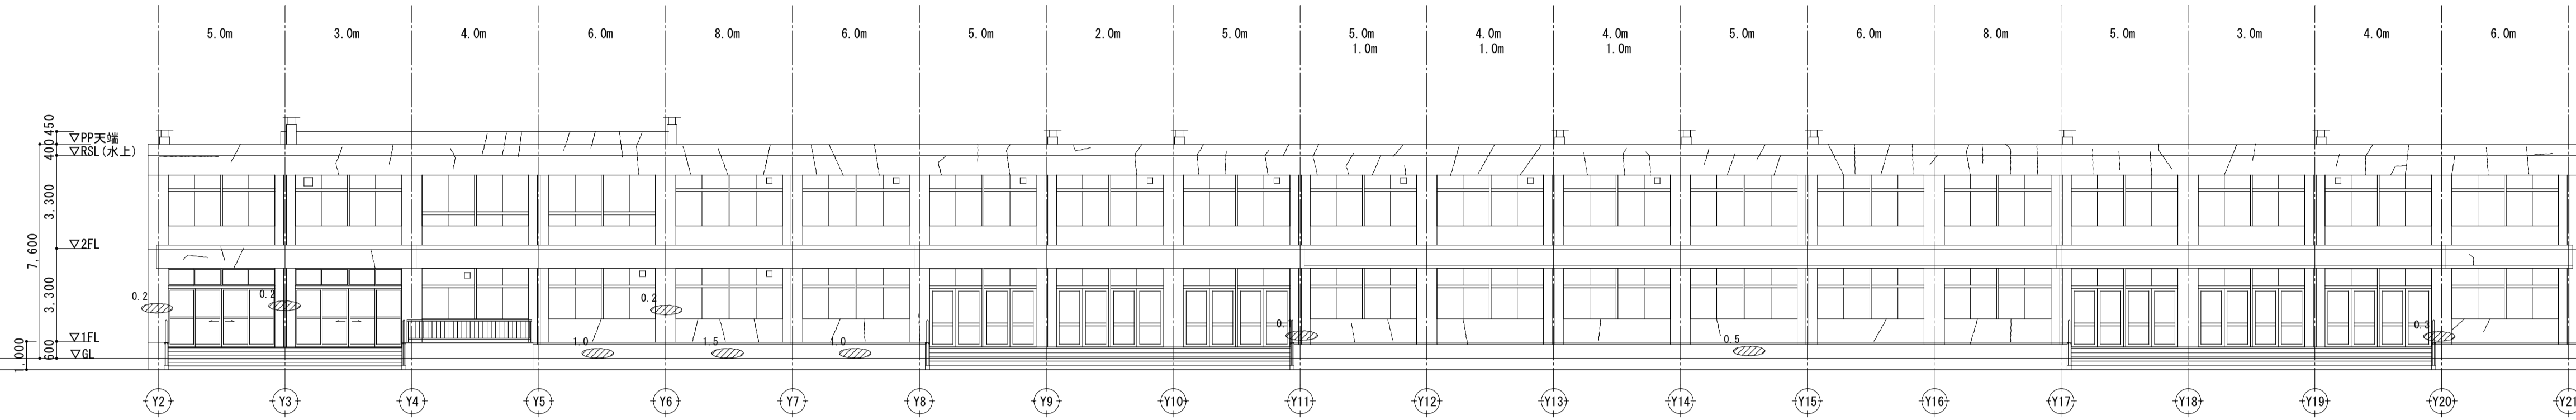 5.0m 3.0m 4.0m 6.0m 8.0m 6.0m 5.0m 2.0m 5.0m 5.0m 4.0m 4.0m 5.0m 6.0m 8.0m 5.0m 3.0m 4.0m 6.0m
1.0m 1.0m 1.0m
450
▽PP天端
400
▽RSL(水上)
3,300
▽2FL
7,600
3,300
0.2 0.2 0.2 0.1 0.3
▽1FL
1.0 1.5 4.0 0.5
600
▽GL
1,000
Y2 Y3 Y4 Y5 Y6 Y7 Y8 Y9 Y10 Y11 Y12 Y13 Y14 Y15 Y16 Y17 Y18 Y19 Y20 Y21